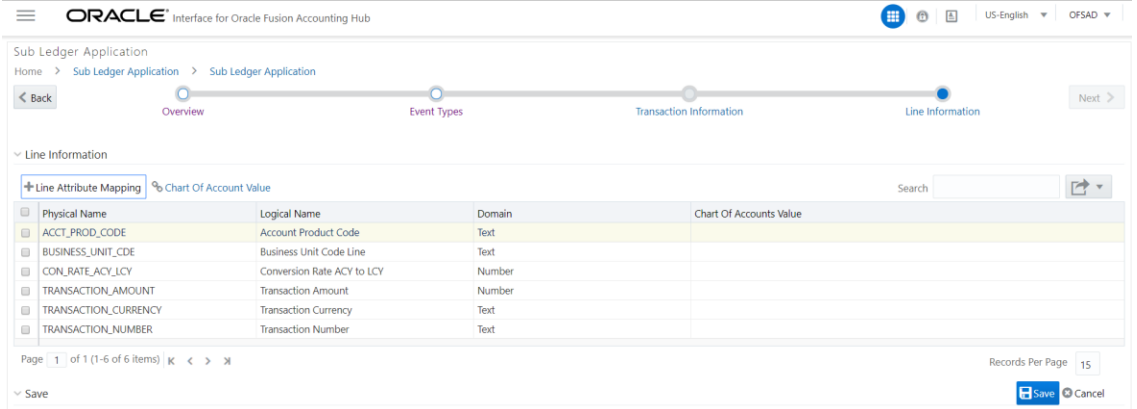 ORACLE® Interface for Oracle Fusion Accounting Hub US-English OFSAD
Sub Ledger Application
Home > Sub Ledger Application > Sub Ledger Application
Back Next
Overview Event Types Transaction Information Line Information
Line Information
Line Attribute Mapping Chart Of Account Value Search
Physical Name Logical Name Domain Chart Of Accounts Value
ACCT_PROD_CODE Account Product Code Text
BUSINESS_UNIT_CDE Business Unit Code Line Text
CON_RATE_ACY_LCY Conversion Rate ACY to LCY Number
TRANSACTION_AMOUNT Transaction Amount Number
TRANSACTION_CURRENCY Transaction Currency Text
TRANSACTION_NUMBER Transaction Number Text
Page 1 of 1 (1-6 of 6 items) Records Per Page 15
Save Save Cancel